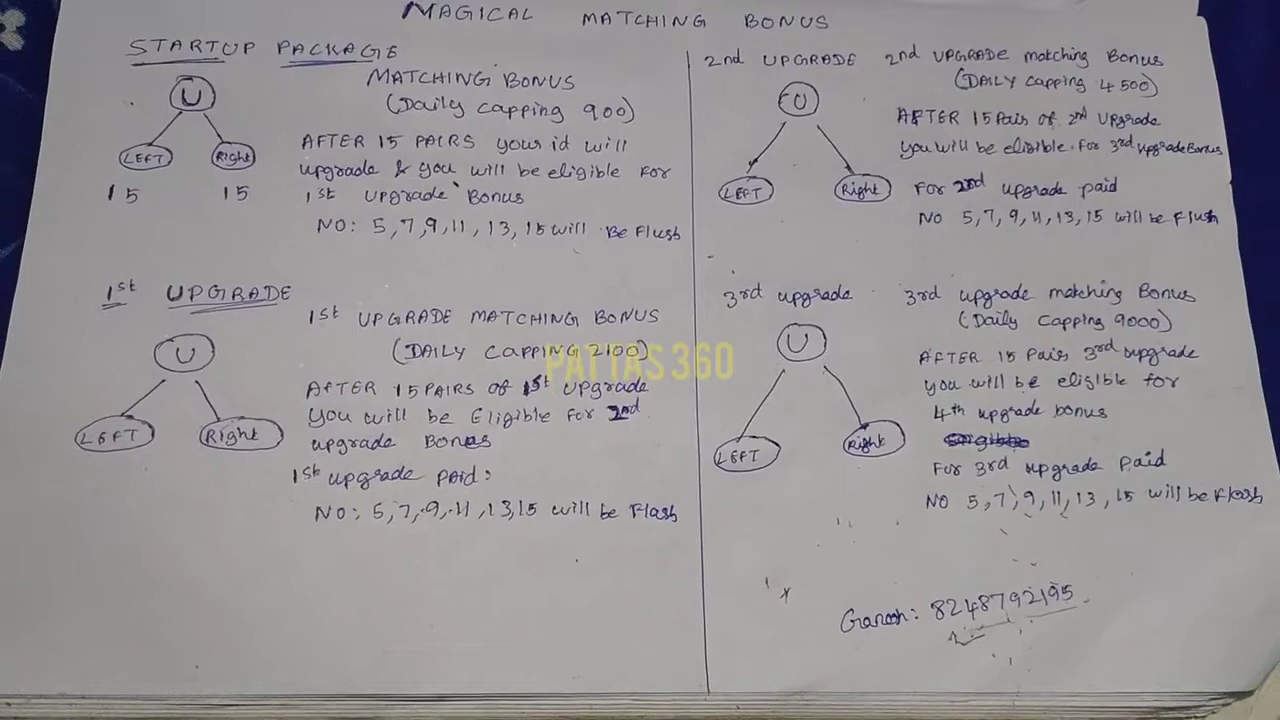 MAGICAL MATCHING BONUS
STARTUP PACKAGE
U
LEFT Right
15 15
MATCHING BONUS
(Daily Capping 900)
AFTER 15 PAIRS your id will
upgrade & you will be eligible For
1st upgrade Bonus
NO: 5,7,9,11,13,15 will Be Flush
1st UPGRADE
U
LEFT Right
1st UPGRADE MATCHING BONUS
(DAILY CAPPING 2100)
AFTER 15 PAIRS of 1st upgrade
you will be Eligible For 2nd
upgrade Bonus
1st upgrade PAID:
NO: 5,7,9,11,13,15 will be Flash
2nd UPGRADE
U
LEFT Right
2nd UPGRADE matching Bonus
(DAILY Capping 4500)
AFTER 15 Pair of 2nd upgrade
you will be eligible For 3rd upgrade Bonus
For 2nd upgrade paid
NO 5,7,9,11,13,15 will be Flush
3rd upgrade
U
LEFT Right
3rd upgrade matching Bonus
(Daily Capping 9000)
AFTER 15 Pais 3rd upgrade
you will be eligible for
4th upgrade bonus
For 3rd upgrade Paid
NO 5,7,9,11,13,15 will be Flosh
Ganesh: 8248792195
PATTAS 360